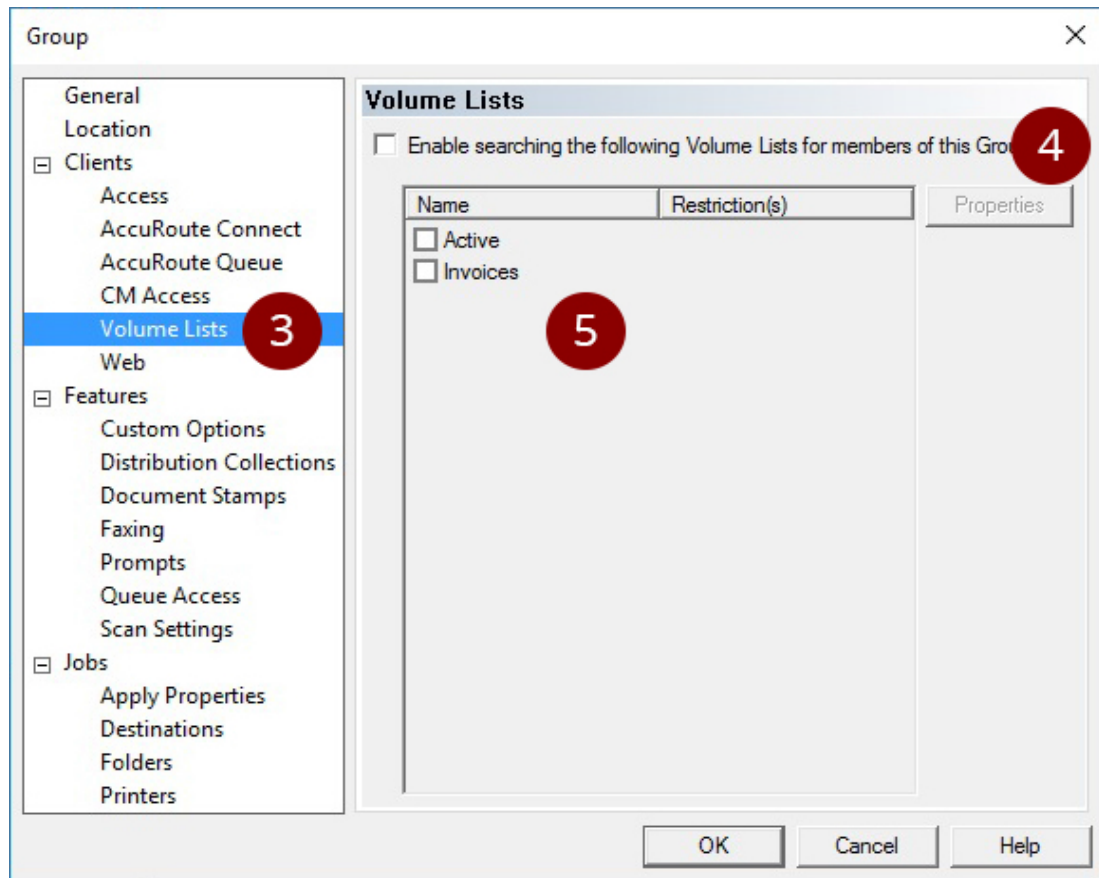 Group
General
Location
Clients
Access
AccuRoute Connect
AccuRoute Queue
CM Access
Volume Lists
3
Web
Features
Custom Options
Distribution Collections
Document Stamps
Faxing
Prompts
Queue Access
Scan Settings
Jobs
Apply Properties
Destinations
Folders
Printers
Volume Lists
Enable searching the following Volume Lists for members of this Grou
4
Name Restriction(s)
Properties
Active
Invoices
5
OK Cancel Help